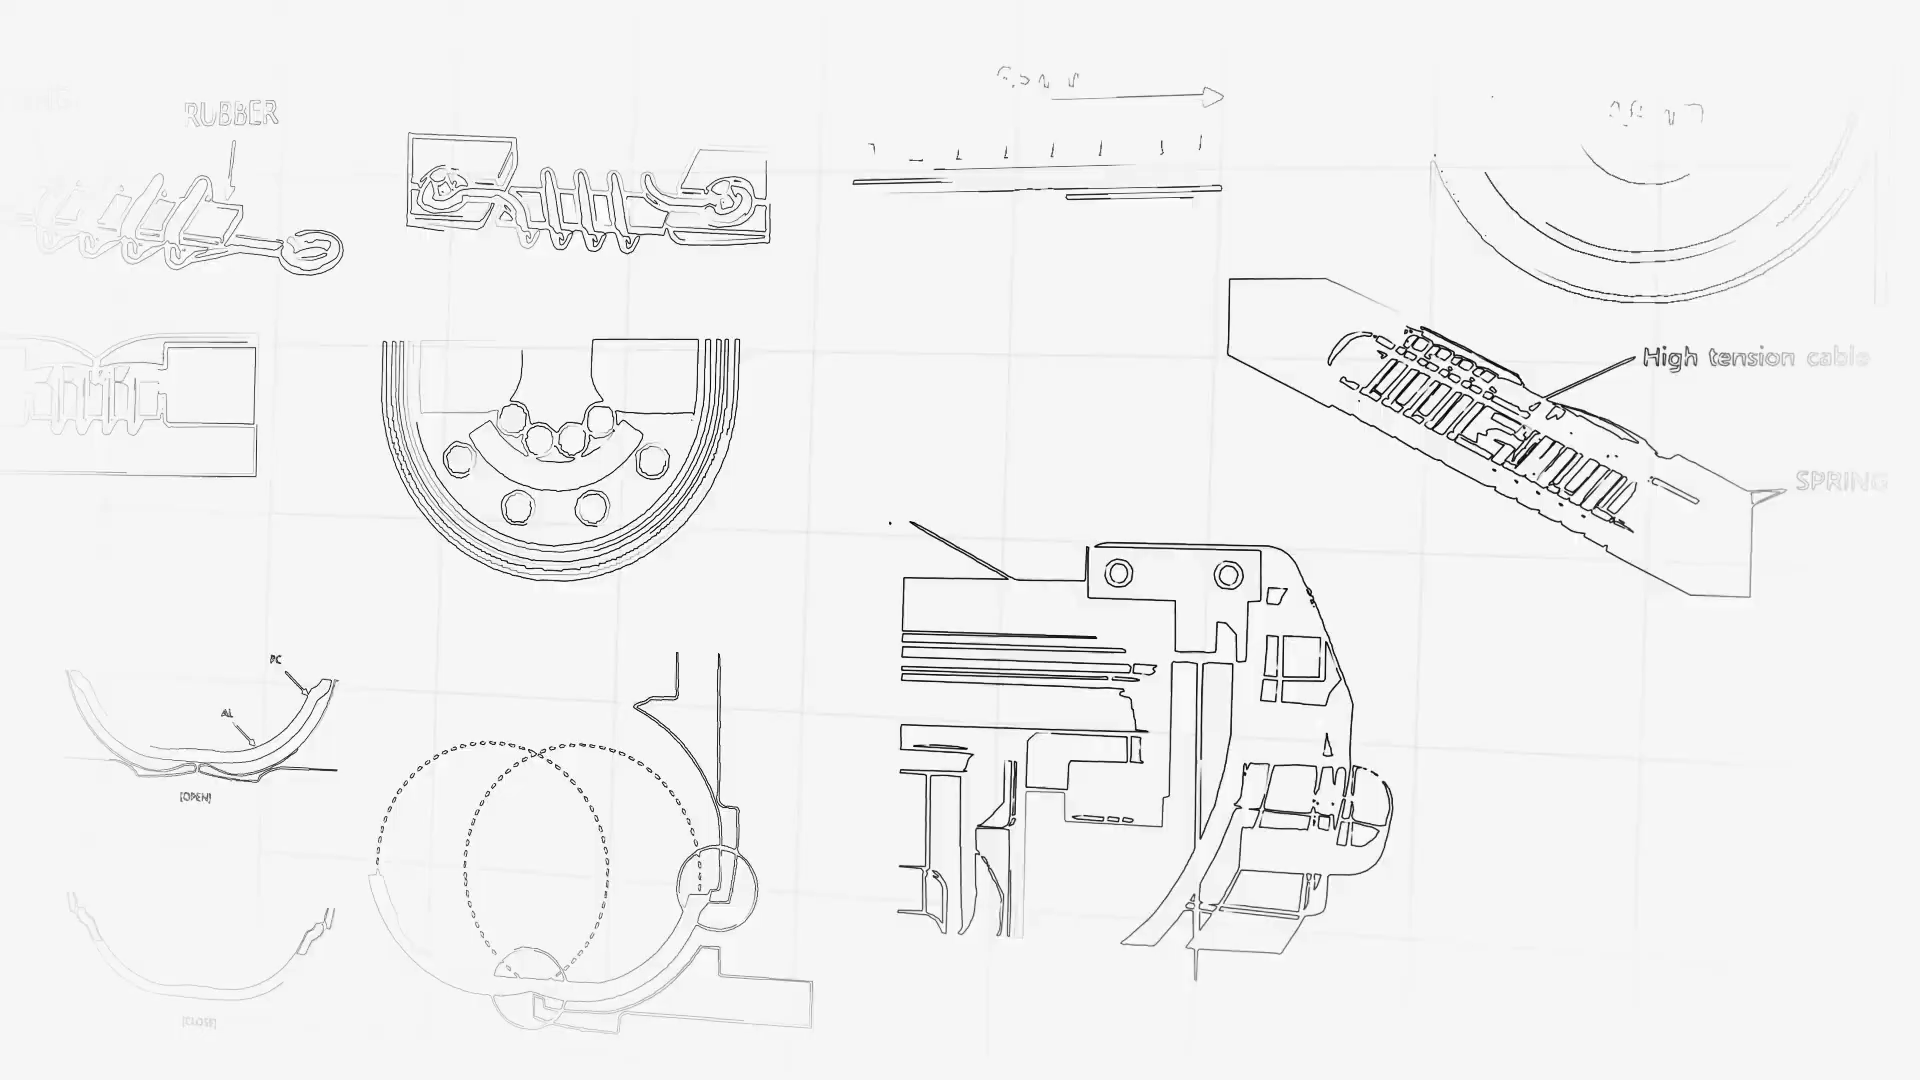 RUBBER
High tension cable
SPRING
PC
AL
[OPEN]
[CLOSE]